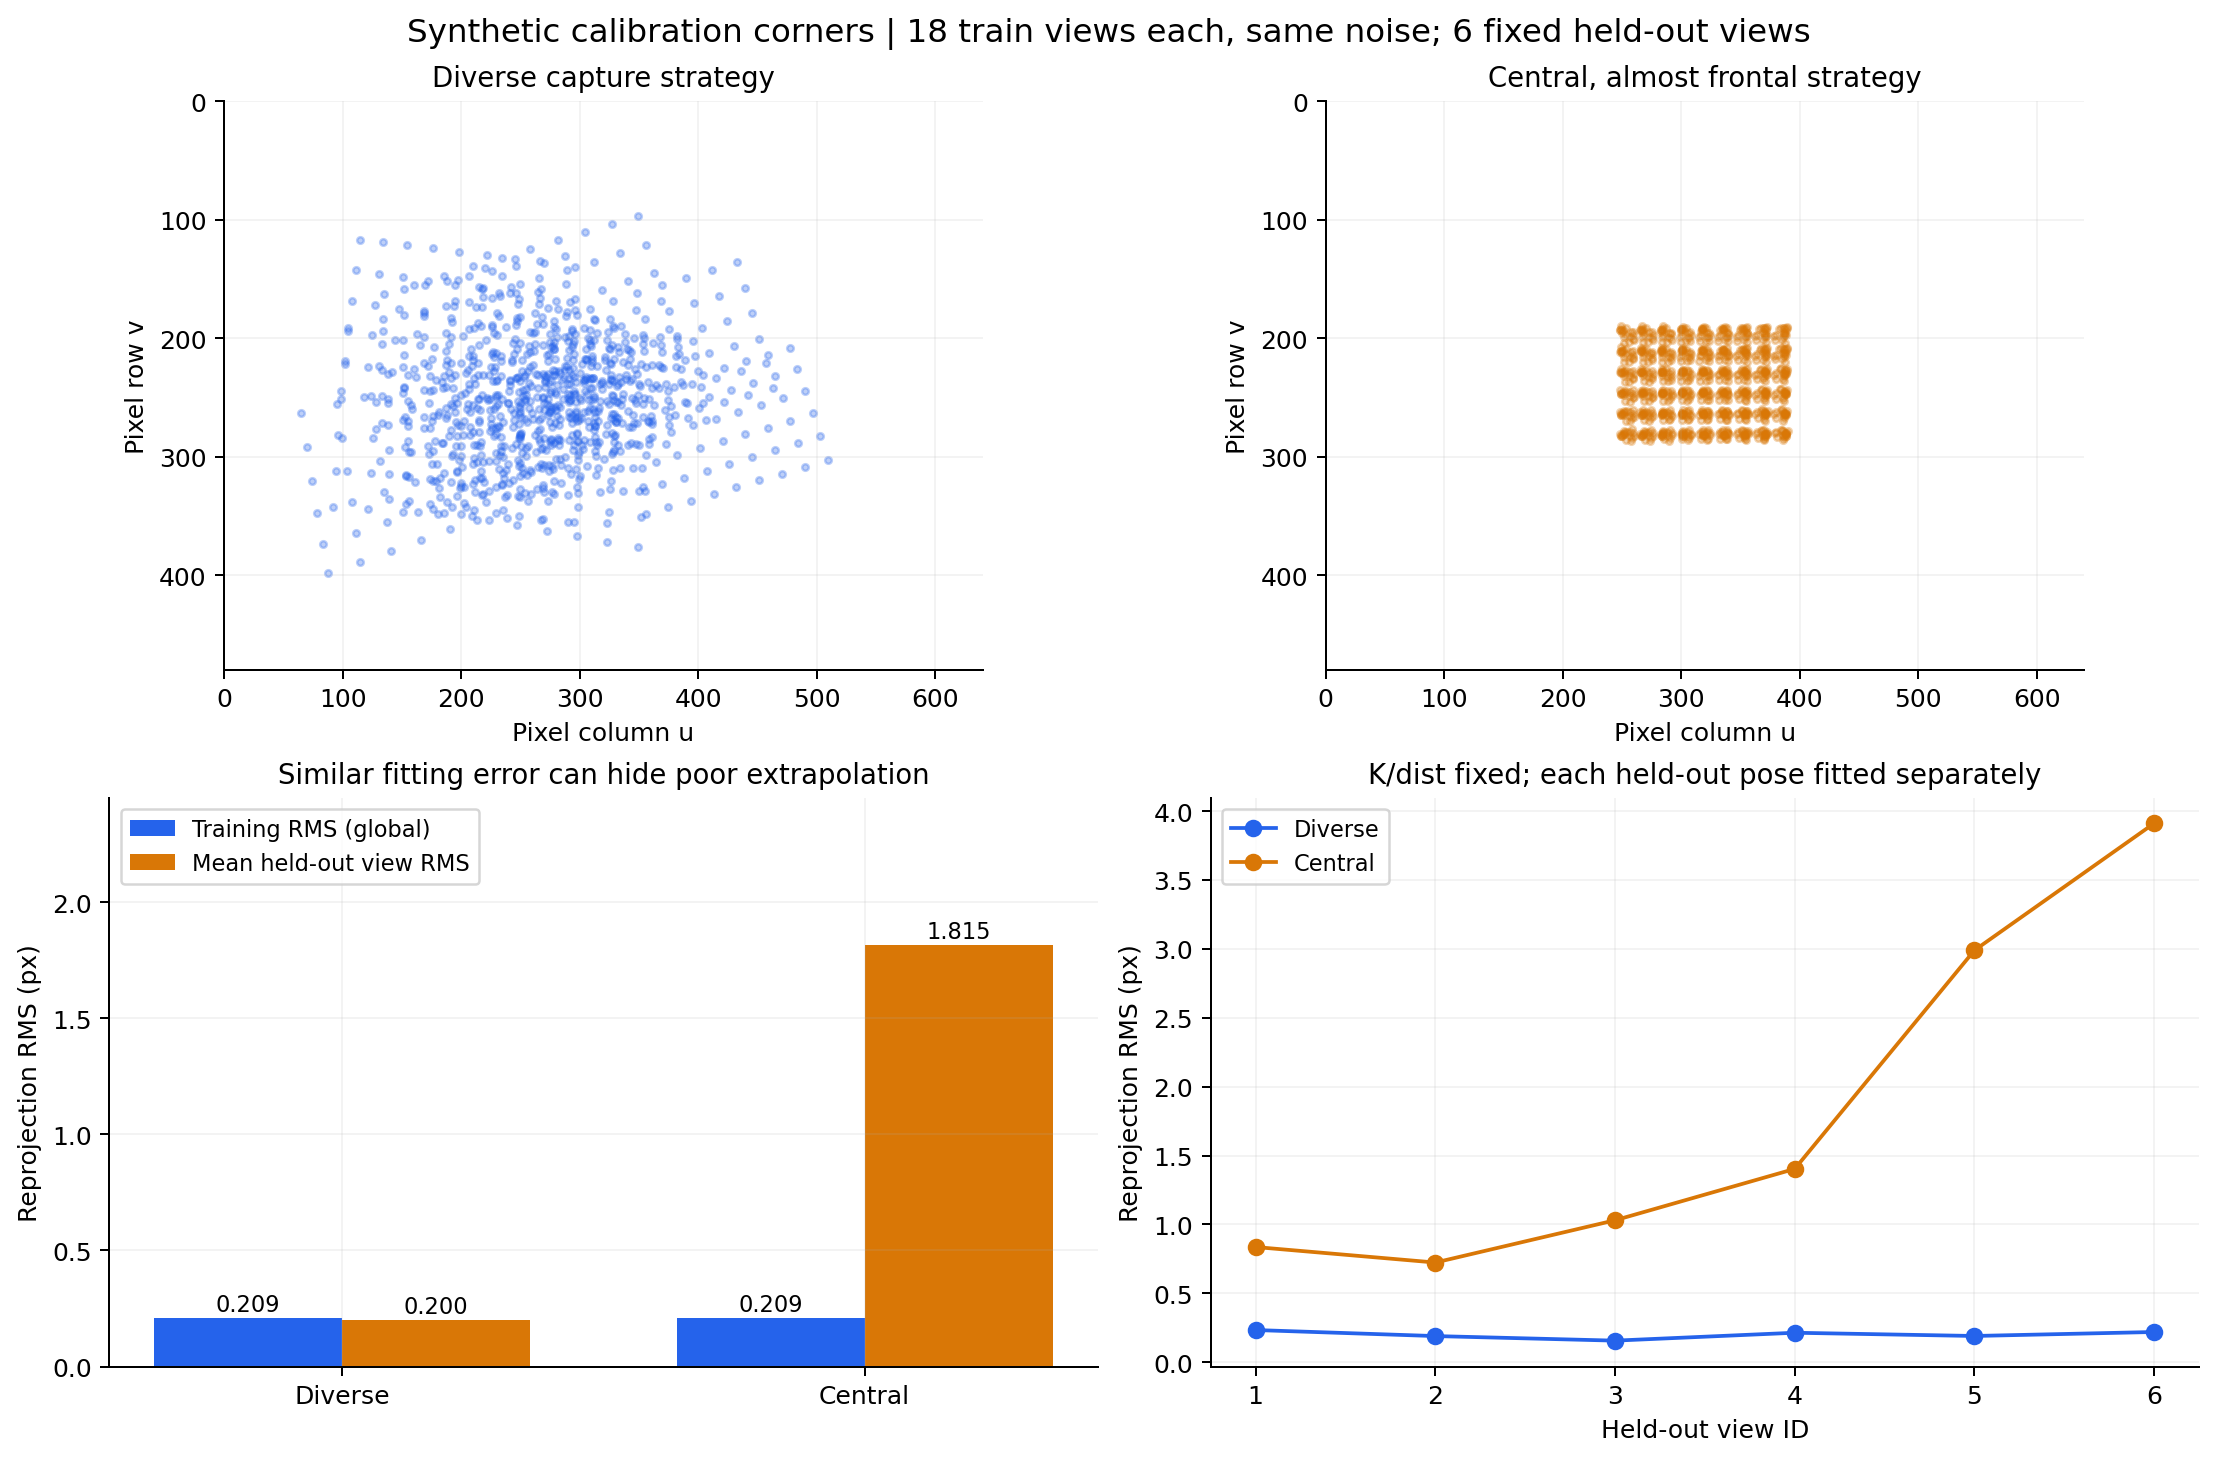 Synthetic calibration corners | 18 train views each, same noise; 6 fixed held-out views
Diverse capture strategy
Pixel row v
0
100
200
300
400
0 100 200 300 400 500 600
Pixel column u
Central, almost frontal strategy
Pixel row v
0
100
200
300
400
0 100 200 300 400 500 600
Pixel column u
Similar fitting error can hide poor extrapolation
Training RMS (global)
Mean held-out view RMS
Reprojection RMS (px)
2.0
1.5
1.0
0.5
0.0
0.209
0.200
0.209
1.815
Diverse Central
K/dist fixed; each held-out pose fitted separately
Diverse
Central
Reprojection RMS (px)
4.0
3.5
3.0
2.5
2.0
1.5
1.0
0.5
0.0
1 2 3 4 5 6
Held-out view ID